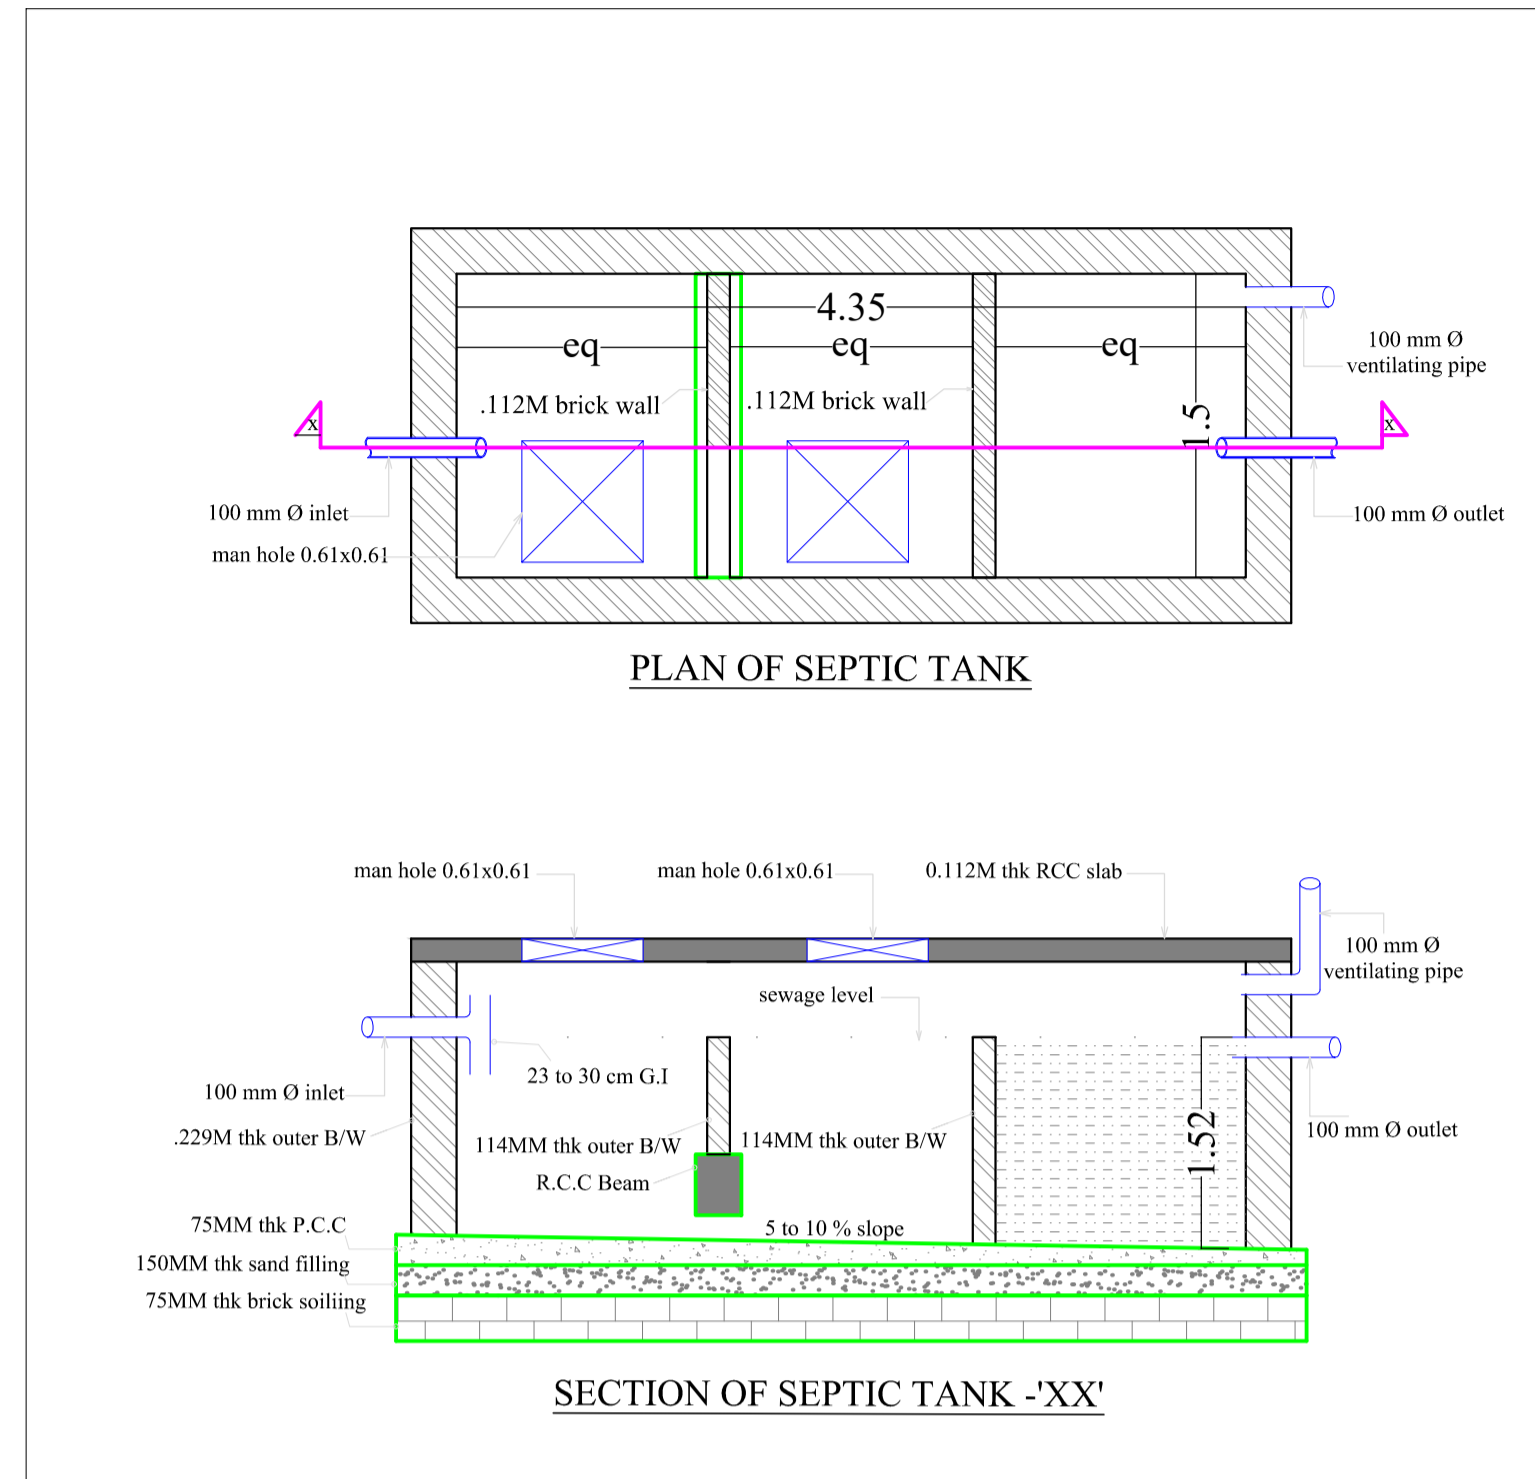 4.35
eq
eq
eq
100 mm Ø
ventilating pipe
.112M brick wall
.112M brick wall
1.5
x
x
100 mm Ø inlet
100 mm Ø outlet
man hole 0.61x0.61
PLAN OF SEPTIC TANK
man hole 0.61x0.61
man hole 0.61x0.61
0.112M thk RCC slab
100 mm Ø
ventilating pipe
sewage level
23 to 30 cm G.I
100 mm Ø inlet
.229M thk outer B/W
114MM thk outer B/W
114MM thk outer B/W
1.52
100 mm Ø outlet
R.C.C Beam
75MM thk P.C.C
5 to 10 % slope
150MM thk sand filling
75MM thk brick soiliing
SECTION OF SEPTIC TANK -'XX'